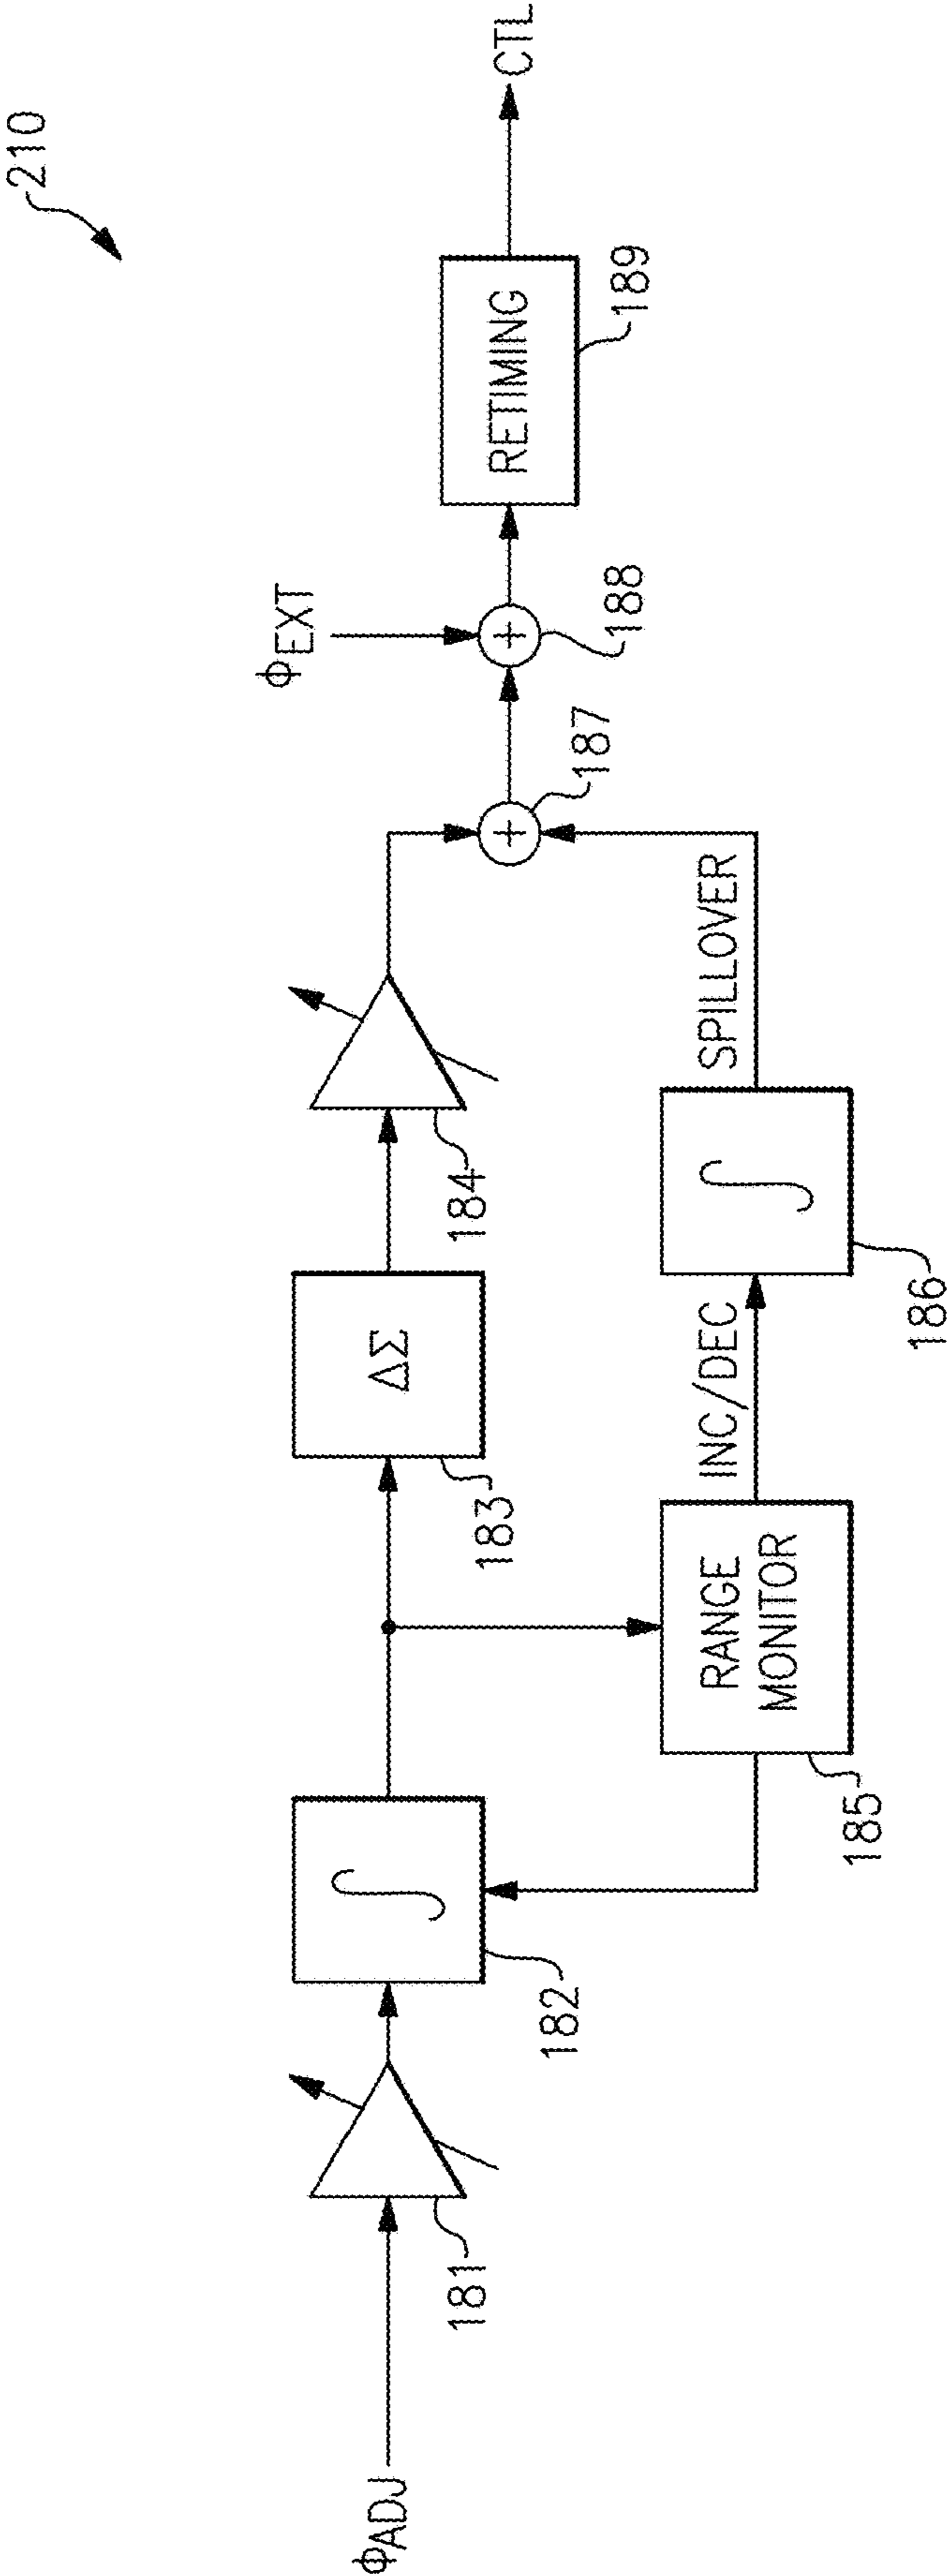 210
ϕEXT
ϕADJ
181
∫
182
ΔΣ
183
184
+
187
+
188
RETIMING
189
CTL
RANGE
MONITOR
185
INC/DEC
∫
186
SPILLOVER